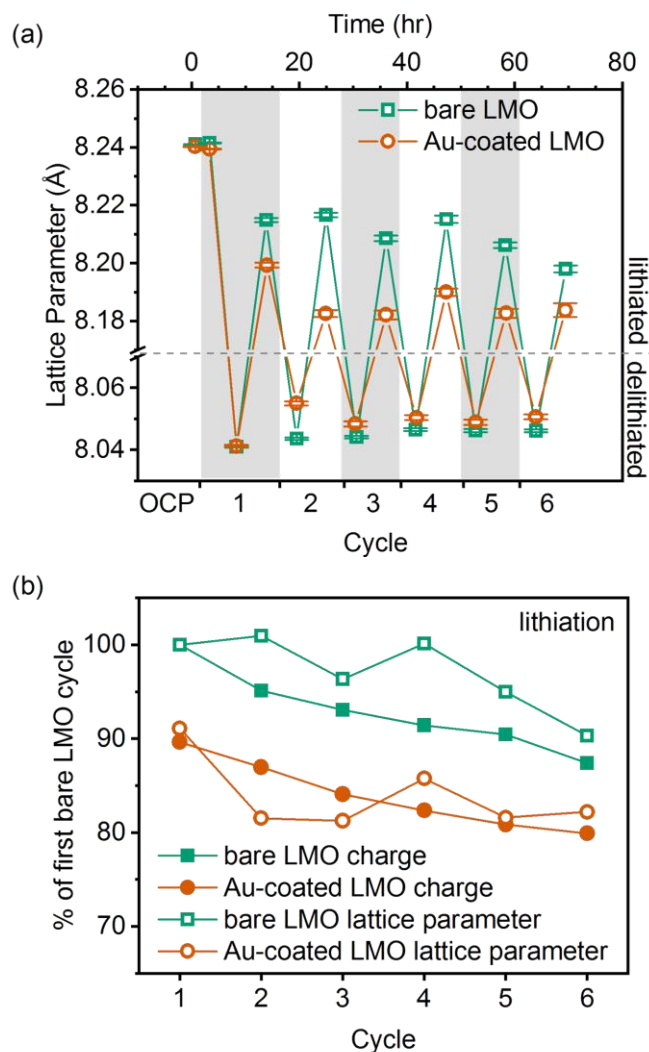 (a)
Time (hr)
0 20 40 60 80
8.26
8.24
8.22
8.20
8.18
8.06
8.04
Lattice Parameter (Å)
bare LMO
Au-coated LMO
lithiated
delithiated
OCP 1 2 3 4 5 6
Cycle
(b)
lithiation
100
90
80
70
% of first bare LMO cycle
bare LMO charge
Au-coated LMO charge
bare LMO lattice parameter
Au-coated LMO lattice parameter
1 2 3 4 5 6
Cycle